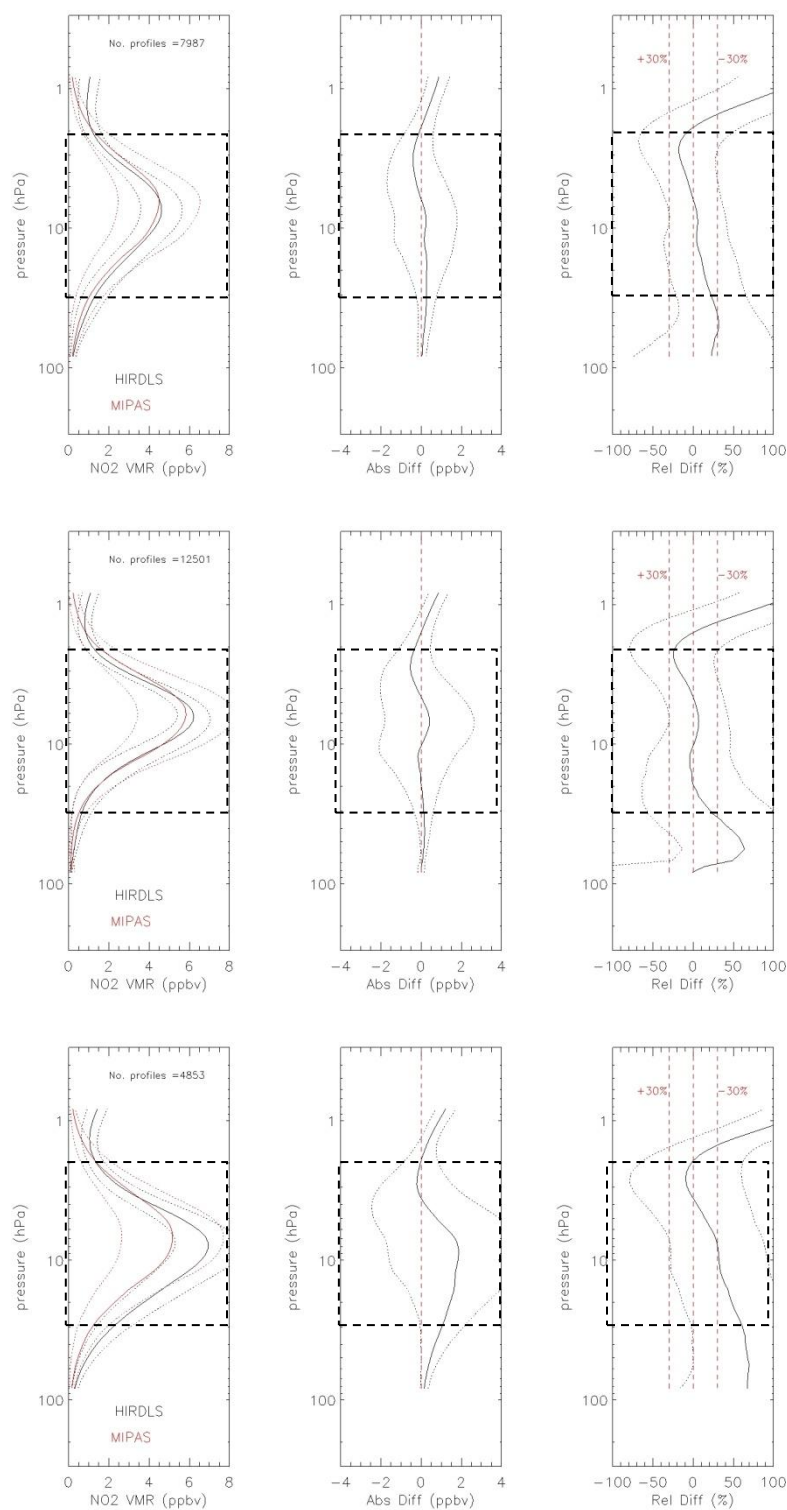 No. profiles =7987
+30% -30%
1 1 1
10 10 10
100 100 100
pressure (hPa) pressure (hPa) pressure (hPa)
HIRDLS
MIPAS
0 2 4 6 8 -4 -2 0 2 4 -100 -50 0 50 100
NO2 VMR (ppbv) Abs Diff (ppbv) Rel Diff (%)
No. profiles =12501
+30% -30%
1 1 1
10 10 10
100 100 100
pressure (hPa) pressure (hPa) pressure (hPa)
HIRDLS
MIPAS
0 2 4 6 8 -4 -2 0 2 4 -100 -50 0 50 100
NO2 VMR (ppbv) Abs Diff (ppbv) Rel Diff (%)
No. profiles =4853
+30% -30%
1 1 1
10 10 10
100 100 100
pressure (hPa) pressure (hPa) pressure (hPa)
HIRDLS
MIPAS
0 2 4 6 8 -4 -2 0 2 4 -100 -50 0 50 100
NO2 VMR (ppbv) Abs Diff (ppbv) Rel Diff (%)